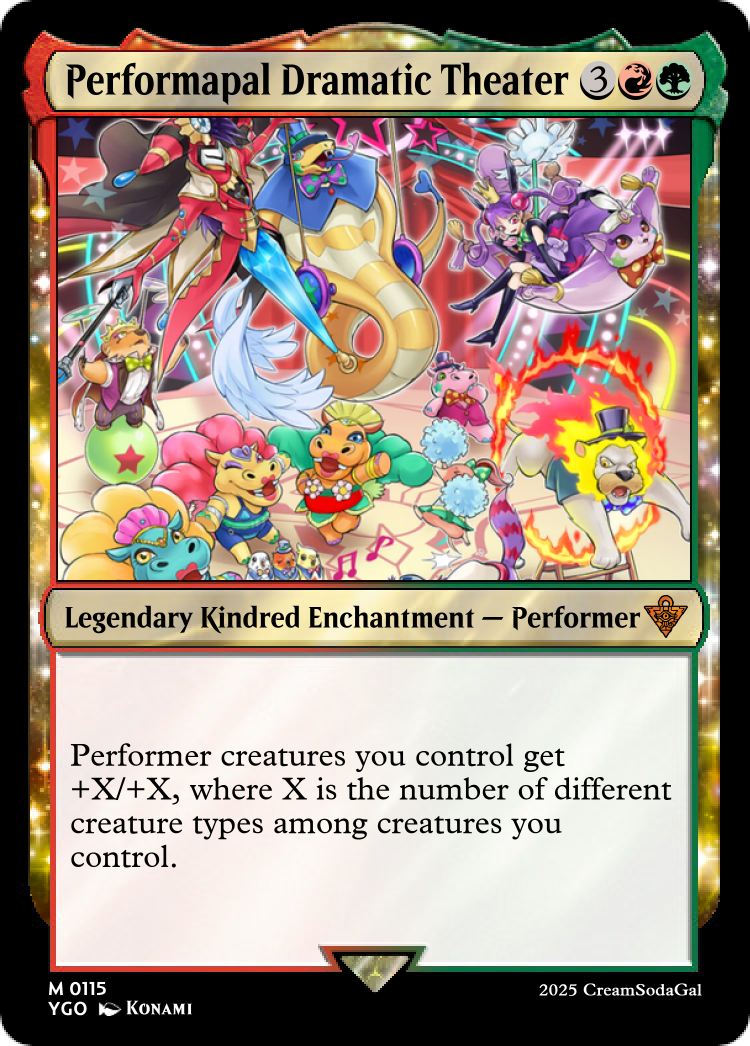 Performapal Dramatic Theater 3
Legendary Kindred Enchantment — Performer
Performer creatures you control get
+X/+X, where X is the number of different
creature types among creatures you
control.
M 0115
YGO KONAMI
2025 CreamSodaGal